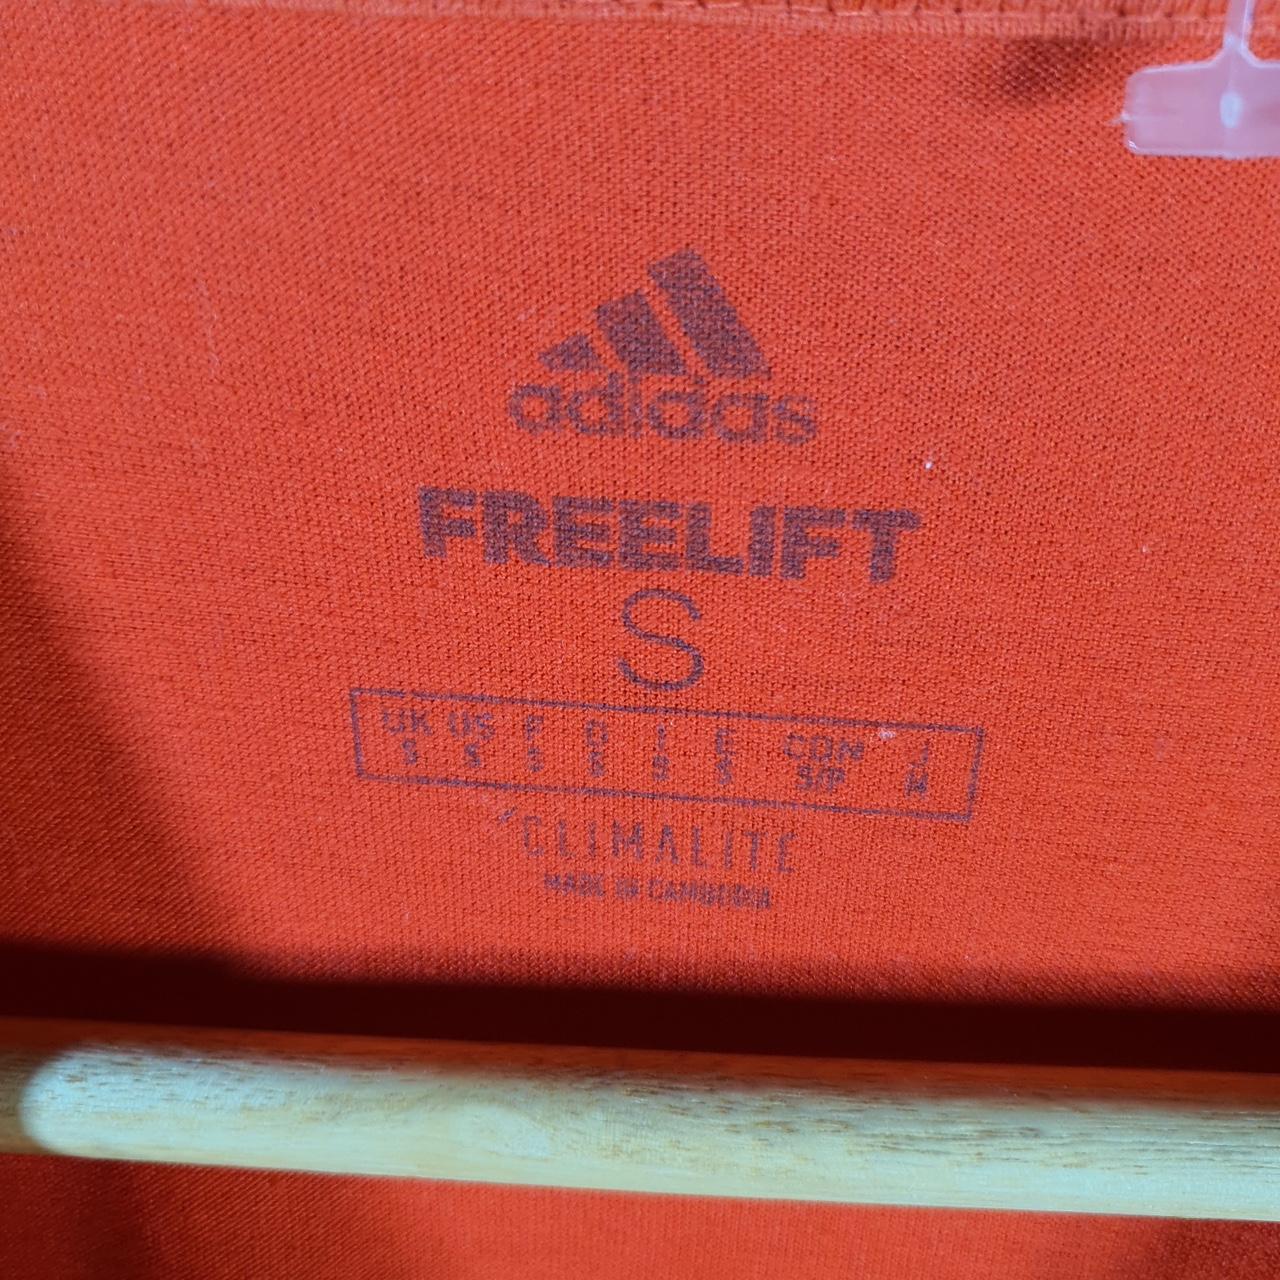 adidas
FREELIFT
S
UK US F D I E CDN J
S S S S S S S/P M
CLIMALITE
MADE IN CAMBODIA